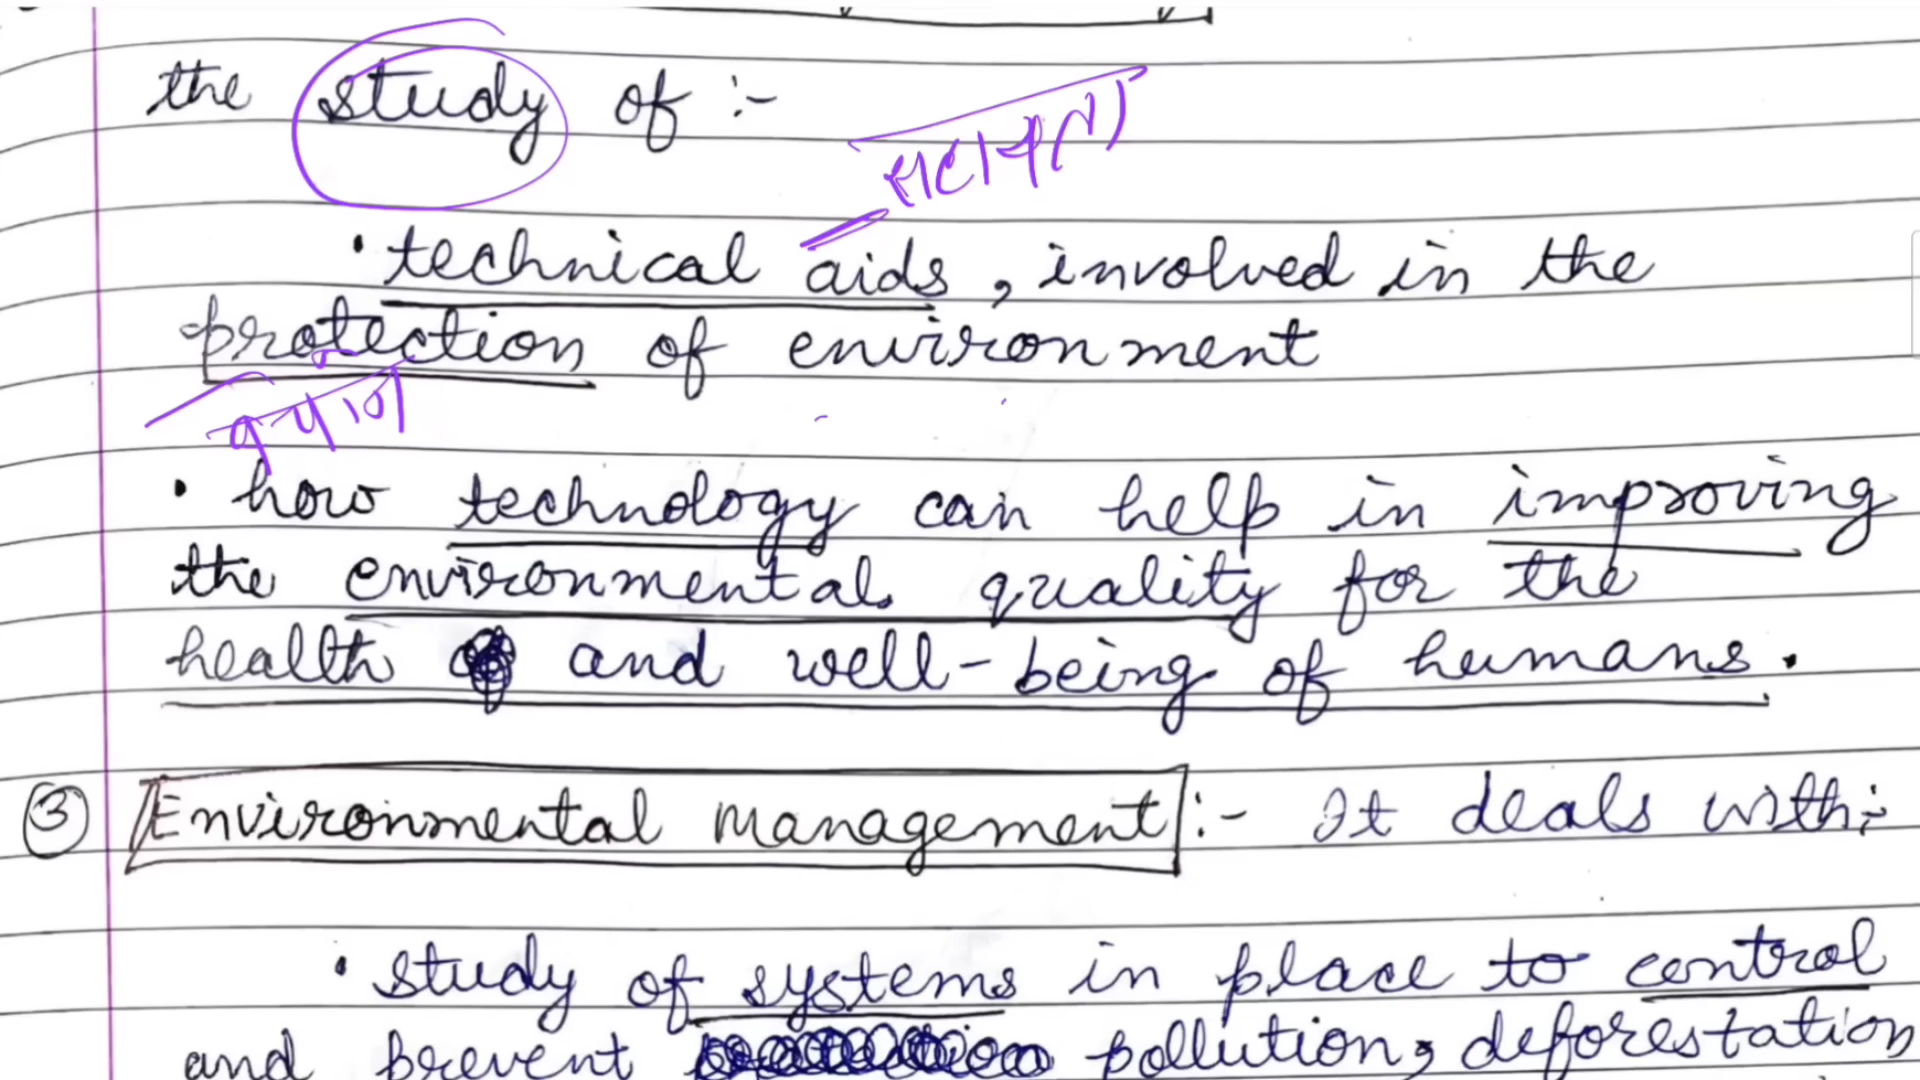 the study of :-
सहायता
• technical aids, involved in the
protection of environment
बचाना
• how technology can help in improving
the environmental quality for the
health and well-being of humans.
③ Environmental Management :- It deals with:-
• study of systems in place to control
and prevent pollution, deforestation